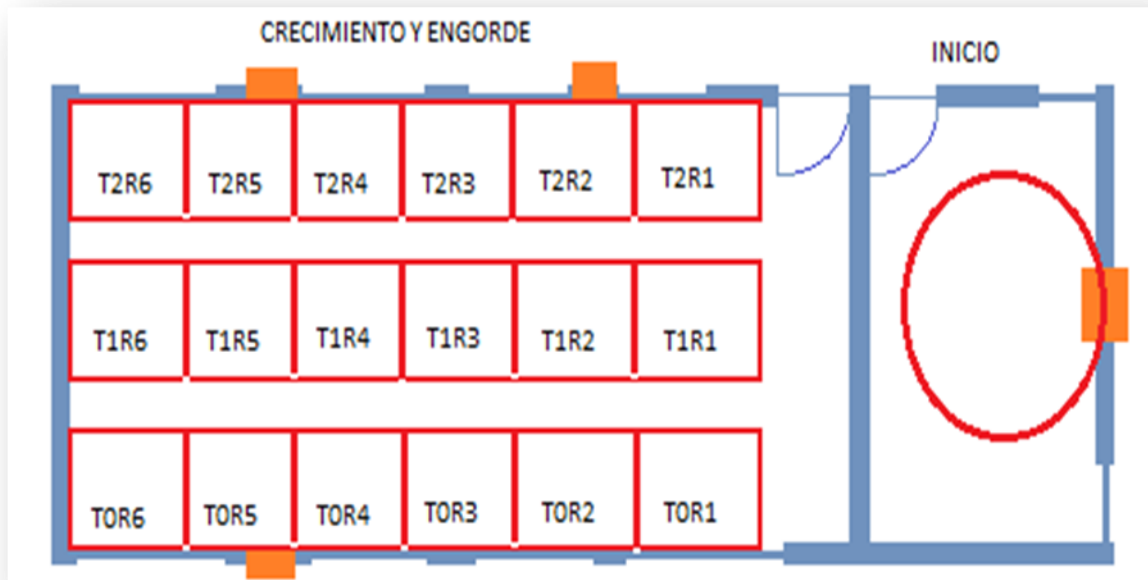 CRECIMIENTO Y ENGORDE
INICIO
T2R6 T2R5 T2R4 T2R3 T2R2 T2R1
T1R6 T1R5 T1R4 T1R3 T1R2 T1R1
T0R6 T0R5 T0R4 T0R3 T0R2 T0R1